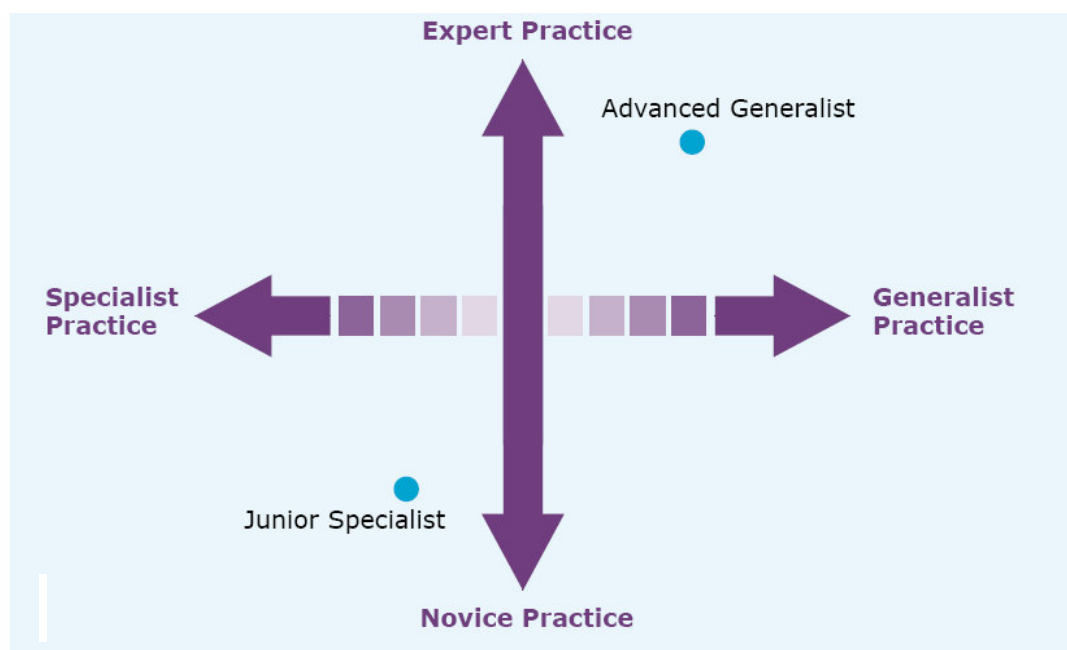 Expert Practice
Advanced Generalist
Specialist
Practice
Generalist
Practice
Junior Specialist
Novice Practice